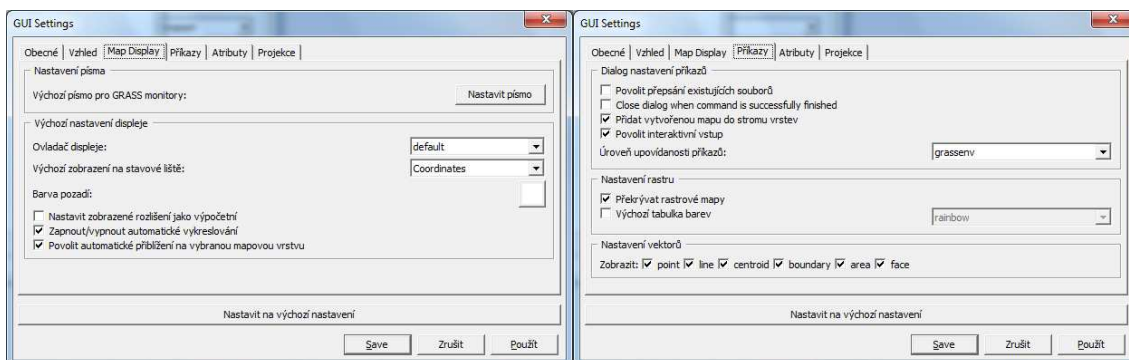 GUI Settings
Obecné Vzhled Map Display Příkazy Atributy Projekce
Nastavení písma
Výchozí písmo pro GRASS monitory: Nastavit písmo
Výchozí nastavení displeje
Ovladač displeje: default
Výchozí zobrazení na stavové liště: Coordinates
Barva pozadí:
Nastavit zobrazené rozlišení jako výpočetní
Zapnout/vypnout automatické vykreslování
Povolit automatické přiblížení na vybranou mapovou vrstvu
Nastavit na výchozí nastavení
Save Zrušit Použít
GUI Settings
Obecné Vzhled Map Display Příkazy Atributy Projekce
Dialog nastavení příkazů
Povolit přepsání existujících souborů
Close dialog when command is successfully finished
Přidat vytvořenou mapu do stromu vrstev
Povolit interaktivní vstup
Úroveň upovídanosti příkazů: grassenv
Nastavení rastru
Překrývat rastrové mapy
Výchozí tabulka barev rainbow
Nastavení vektorů
Zobrazit: point line centroid boundary area face
Nastavit na výchozí nastavení
Save Zrušit Použít